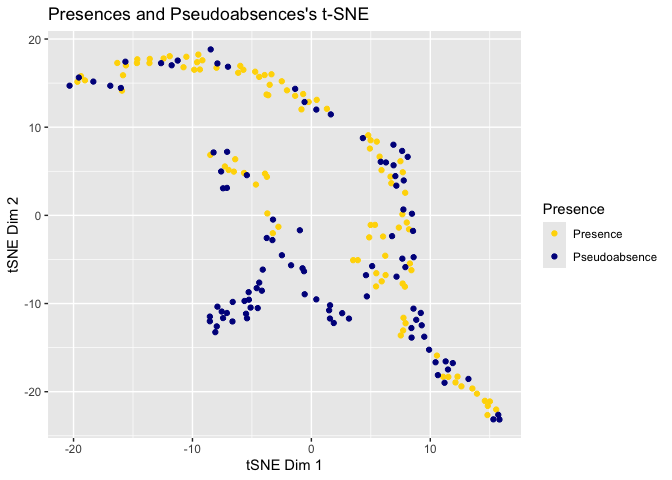 Presences and Pseudoabsences's t-SNE
20
10
0
-10
-20
tSNE Dim 2
-20
-10
0
10
tSNE Dim 1
Presence
Presence
Pseudoabsence